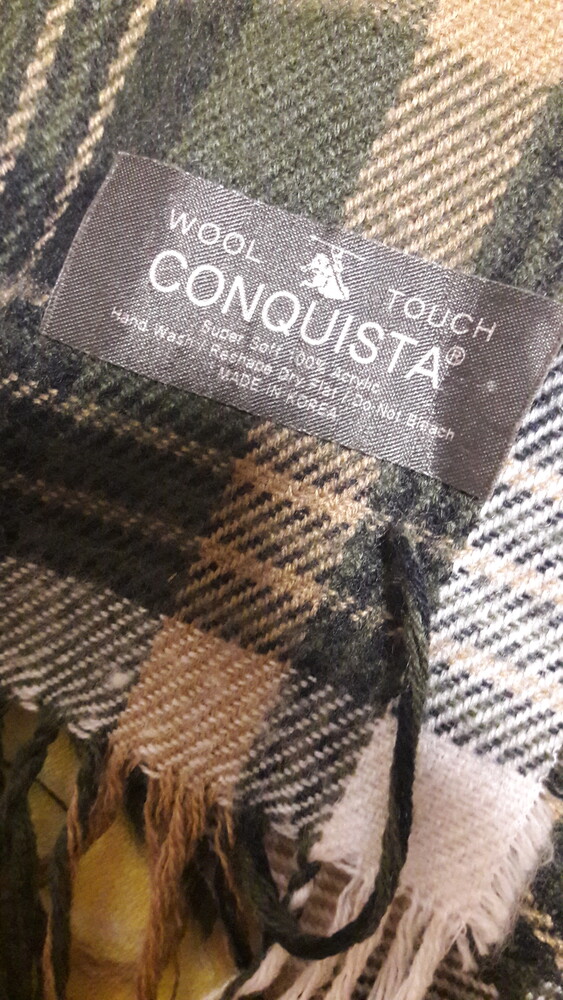 WOOL TOUCH
CONQUISTA®
Super Soft 100% Acrylic
Hand Wash / Reshape Dry Flat / Do Not Bleach
MADE IN KOREA